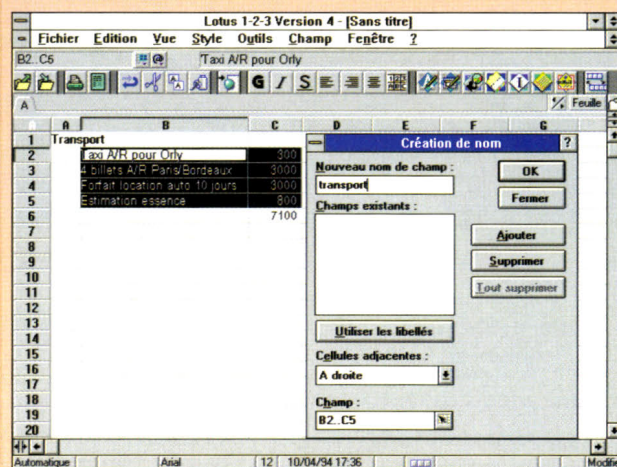 Lotus 1-2-3 Version 4 - [Sans titre]
Fichier Edition Vue Style Outils Champ Fenêtre ?
B2..C5 @ 'Taxi A/R pour Orly
G I S
A Feuille
A B C D E F G
1 Transport
2 Taxi A/R pour Orly 300
3 4 billets A/R Paris/Bordeaux 3000
4 Forfait location auto 10 jours 3000
5 Estimation essence 800
6 7100
7
8
9
10
11
12
13
14
15
16
17
18
19
20
Création de nom ?
Nouveau nom de champ :
transport
OK
Fermer
Champs existants :
Ajouter
Supprimer
Tout supprimer
Utiliser les libellés
Cellules adjacentes :
A droite
Champ :
B2..C5
Automatique Arial 12 10/04/94 17:36 Modifie